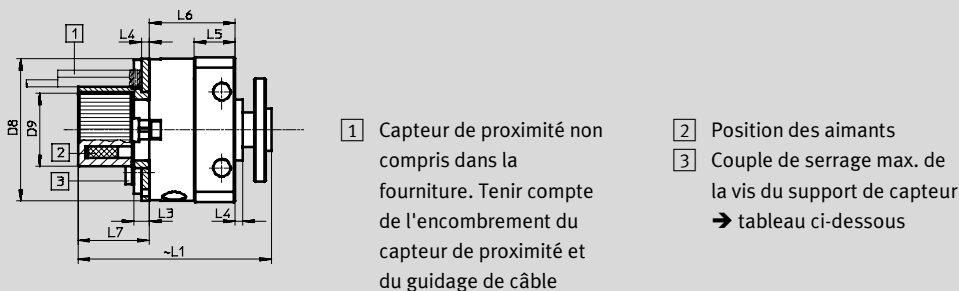 L6
L4
L5
1
D8
D9
2
3
L3
L4
L7
~L1
1 Capteur de proximité non
compris dans la
fourniture. Tenir compte
de l'encombrement du
capteur de proximité et
du guidage de câble
2 Position des aimants
3 Couple de serrage max. de
la vis du support de capteur
➔ tableau ci-dessous